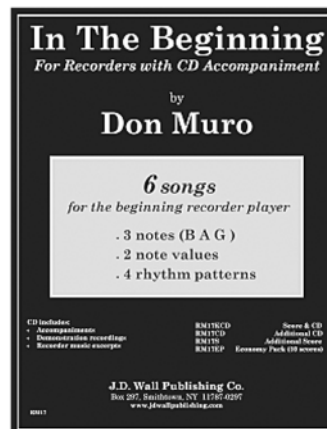 In The Beginning
For Recorders with CD Accompaniment
by
Don Muro
6 songs
for the beginning recorder player
. 3 notes (B A G)
. 2 note values
. 4 rhythm patterns
CD includes:
• Accompaniments
• Demonstration recordings
• Recorder music excerpts
RM17KCD Score & CD
RM17CD Additional CD
RM17S Additional Score
RM17EP Economy Pack (10 scores)
J.D. Wall Publishing Co.
Box 297, Smithtown, NY 11787-0297
www.jdwallpublishing.com
RM17